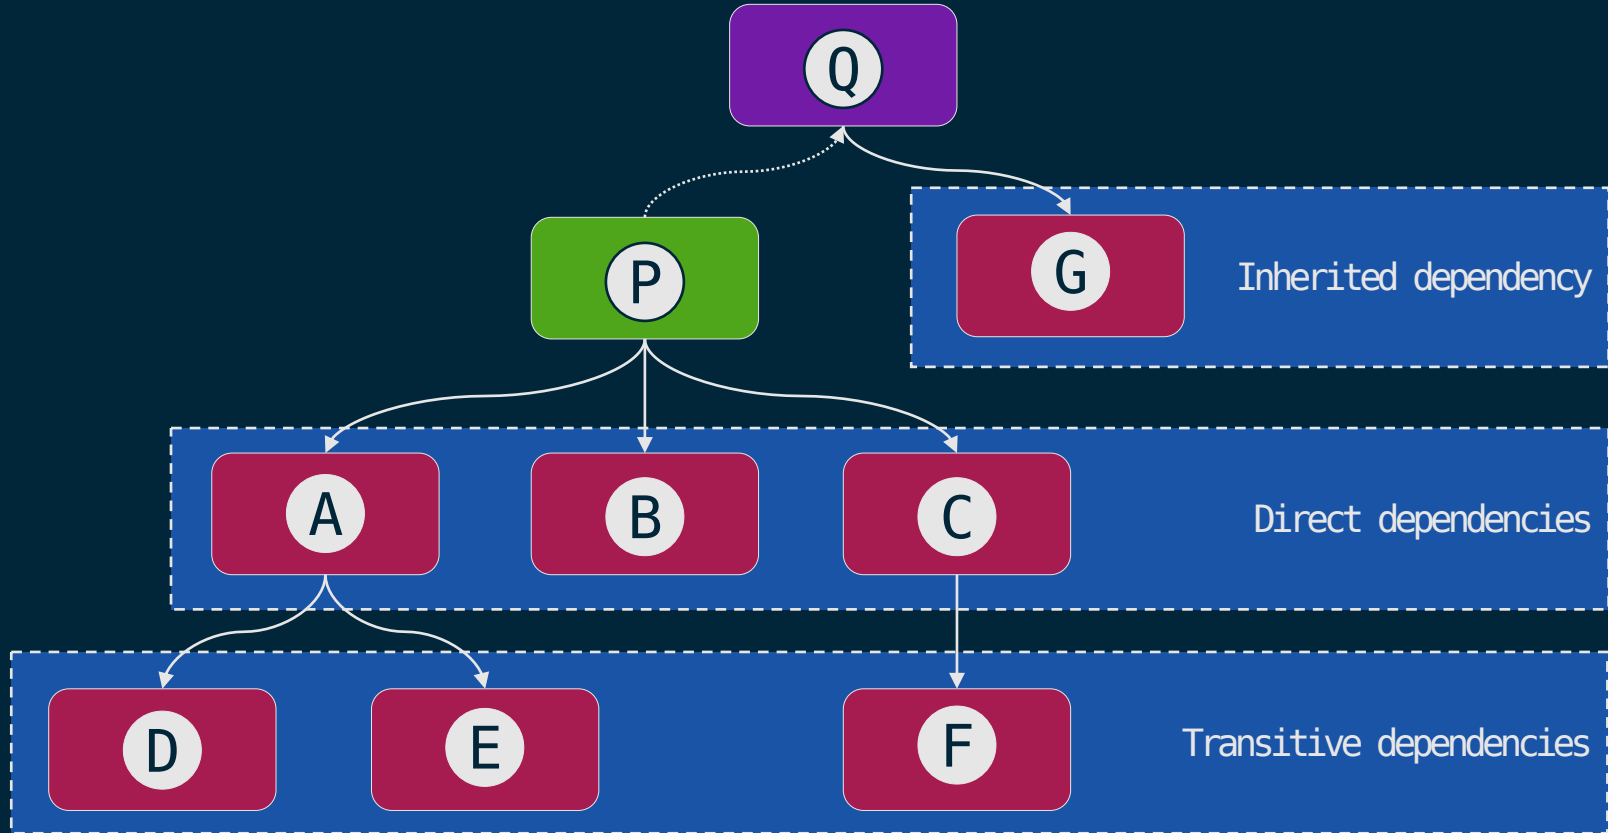 Q
P
G
Inherited dependency
A
B
C
Direct dependencies
D
E
F
Transitive dependencies